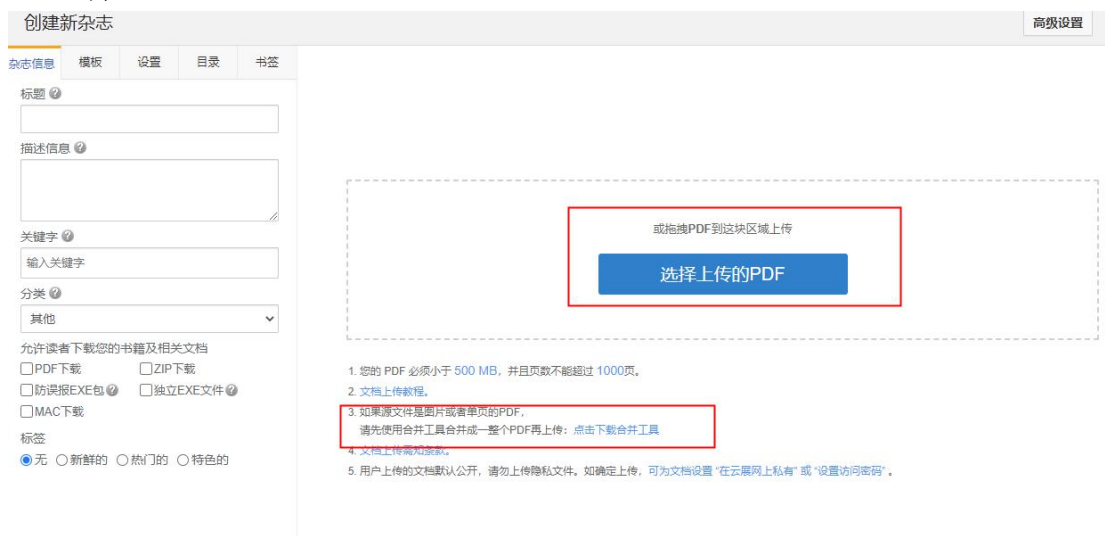 创建新杂志
高级设置
杂志信息 模板 设置 目录 书签
标题
描述信息
关键字
输入关键字
分类
其他
允许读者下载您的书籍及相关文档
PDF下载 ZIP下载
防误报EXE包 独立EXE文件
MAC下载
标签
无 新鲜的 热门的 特色的
或拖拽PDF到这块区域上传
选择上传的PDF
1. 您的 PDF 必须小于 500 MB，并且页数不能超过 1000页。
2. 文档上传教程。
3. 如果源文件是图片或者单页的PDF，
请先使用合并工具合并成一整个PDF再上传：点击下载合并工具
4. 文档上传需知条款。
5. 用户上传的文档默认公开，请勿上传隐私文件。如确定上传，可为文档设置 “在云展网上私有” 或 “设置访问密码” 。